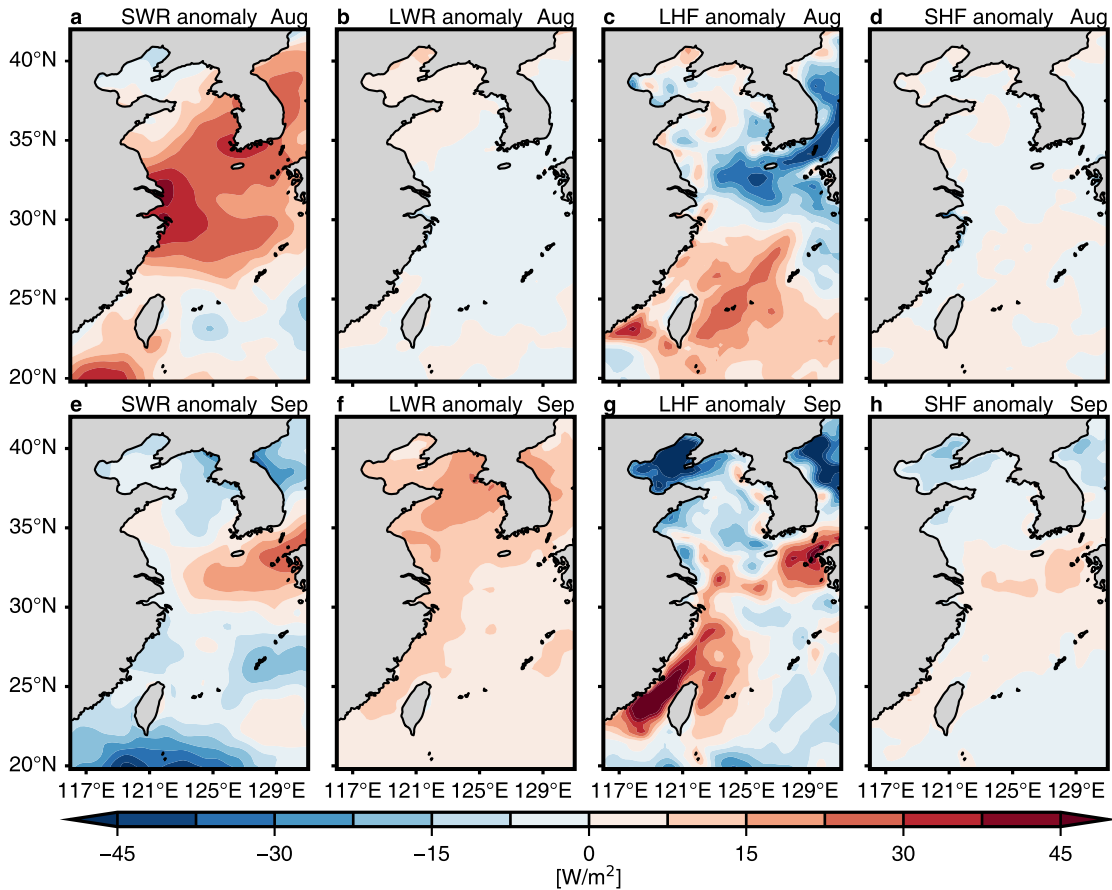 a SWR anomaly Aug
b LWR anomaly Aug
c LHF anomaly Aug
d SHF anomaly Aug
40°N
35°N
30°N
25°N
20°N
e SWR anomaly Sep
f LWR anomaly Sep
g LHF anomaly Sep
h SHF anomaly Sep
40°N
35°N
30°N
25°N
20°N
117°E 121°E 125°E 129°E
117°E 121°E 125°E 129°E
117°E 121°E 125°E 129°E
117°E 121°E 125°E 129°E
−45 −30 −15 0 15 30 45
[W/m²]